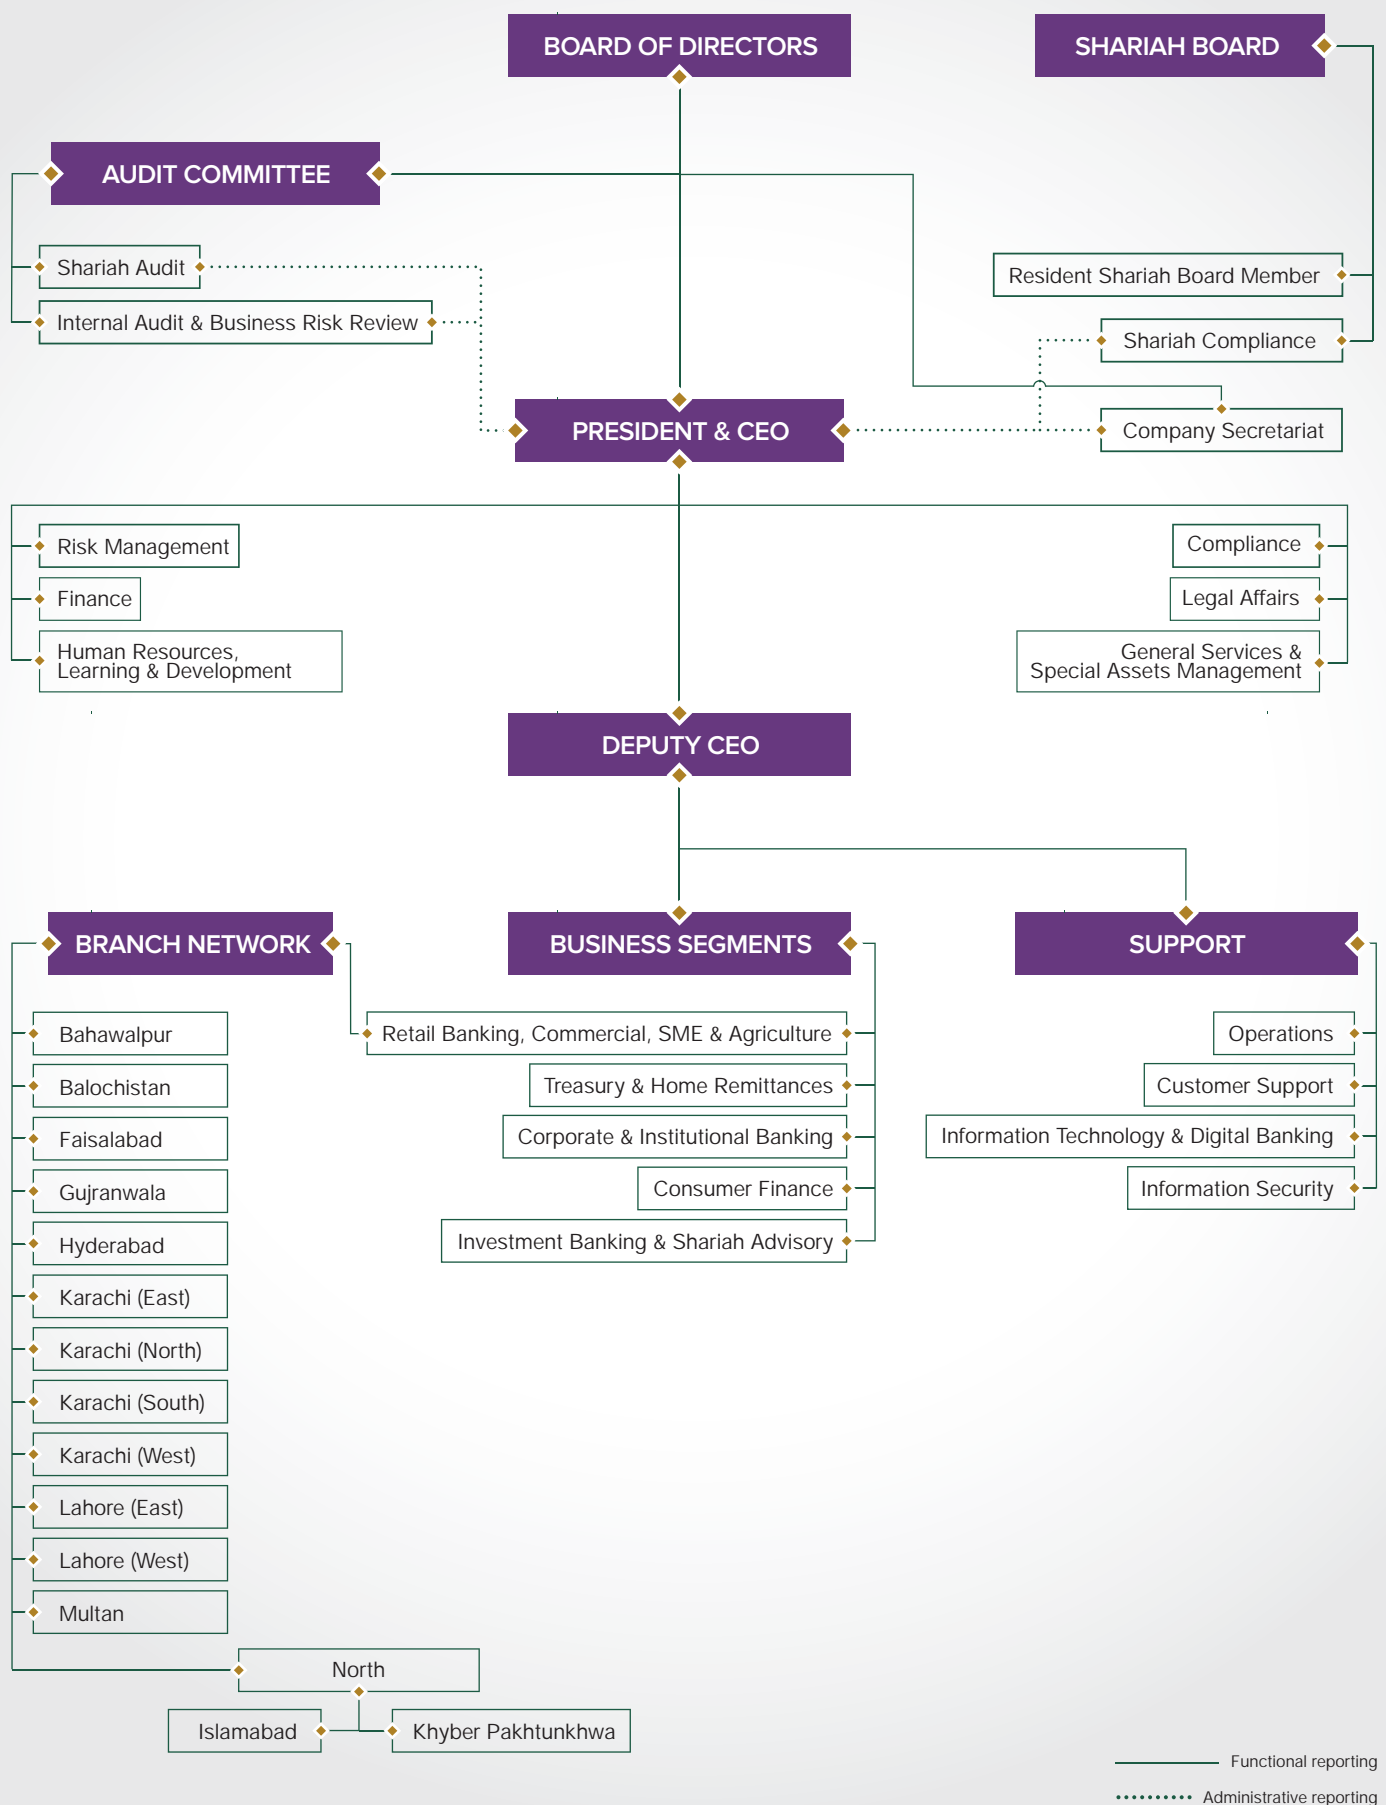 BOARD OF DIRECTORS
SHARIAH BOARD
AUDIT COMMITTEE
Shariah Audit
Internal Audit & Business Risk Review
Resident Shariah Board Member
Shariah Compliance
Company Secretariat
PRESIDENT & CEO
Risk Management
Finance
Human Resources,
Learning & Development
Compliance
Legal Affairs
General Services &
Special Assets Management
DEPUTY CEO
BRANCH NETWORK
BUSINESS SEGMENTS
SUPPORT
Bahawalpur
Balochistan
Faisalabad
Gujranwala
Hyderabad
Karachi (East)
Karachi (North)
Karachi (South)
Karachi (West)
Lahore (East)
Lahore (West)
Multan
North
Islamabad
Khyber Pakhtunkhwa
Retail Banking, Commercial, SME & Agriculture
Treasury & Home Remittances
Corporate & Institutional Banking
Consumer Finance
Investment Banking & Shariah Advisory
Operations
Customer Support
Information Technology & Digital Banking
Information Security
Functional reporting
Administrative reporting